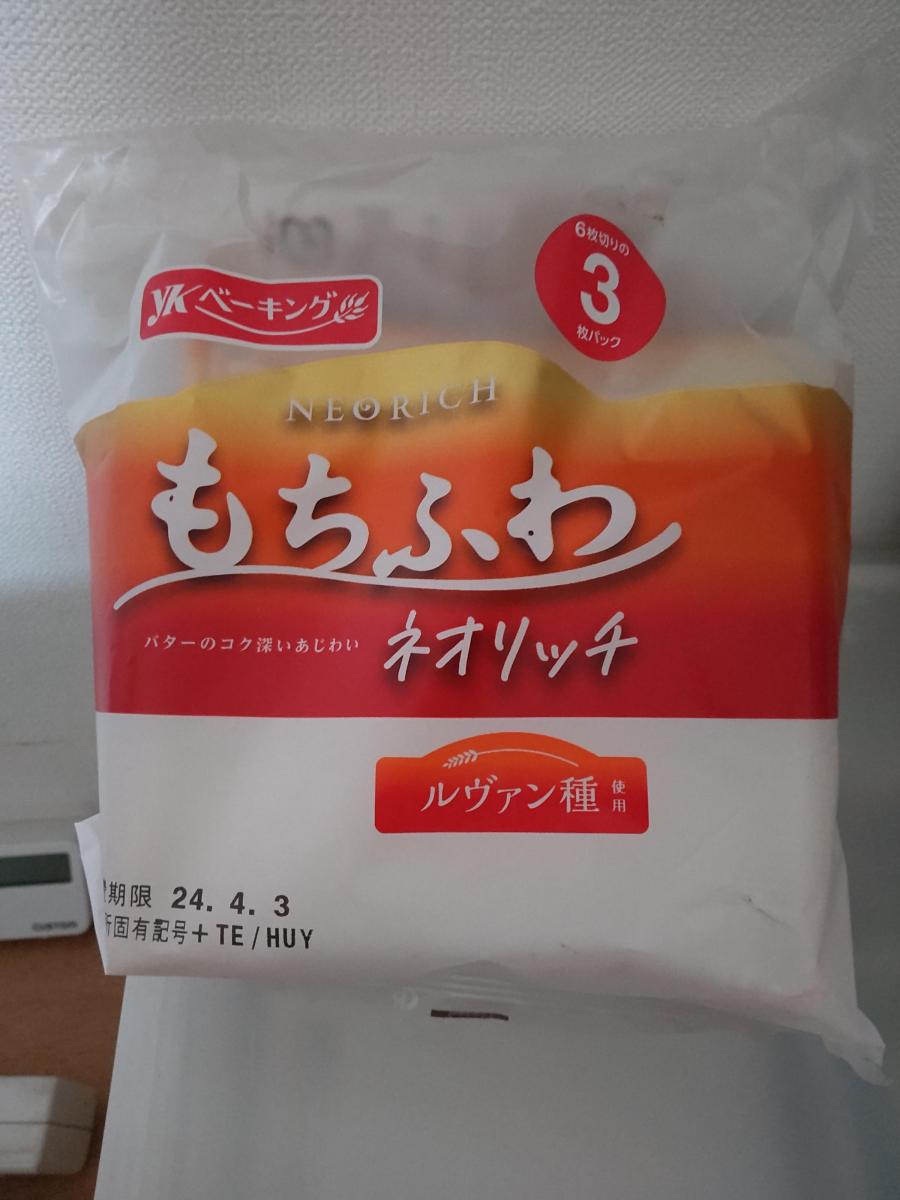 YKベーキング
6枚切りの
3
枚パック
NEORICH
もちふわ
バターのコク深いあじわい
ネオリッチ
ルヴァン種
使用
期限 24. 4. 3
所固有記号+TE/HUY
CUSTOM